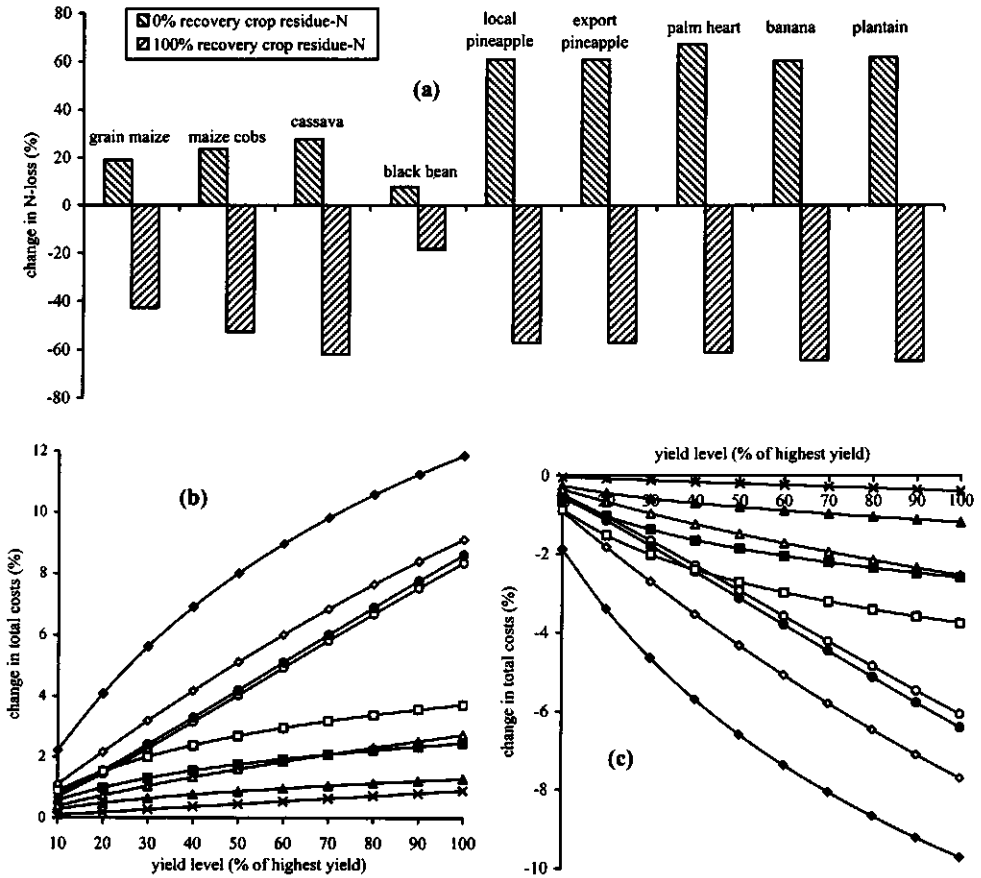 0% recovery crop residue-N
100% recovery crop residue-N
local pineapple
export pineapple
palm heart
banana
plantain
(a)
grain maize
maize cobs
cassava
black bean
change in N-loss (%)
80
60
40
20
0
-20
-40
-60
-80
(b)
change in total costs (%)
12
10
8
6
4
2
0
10 20 30 40 50 60 70 80 90 100
yield level (% of highest yield)
yield level (% of highest yield)
30 40 50 60 70 80 90 100
0
-2
-4
-6
-8
-10
change in total costs (%)
(c)